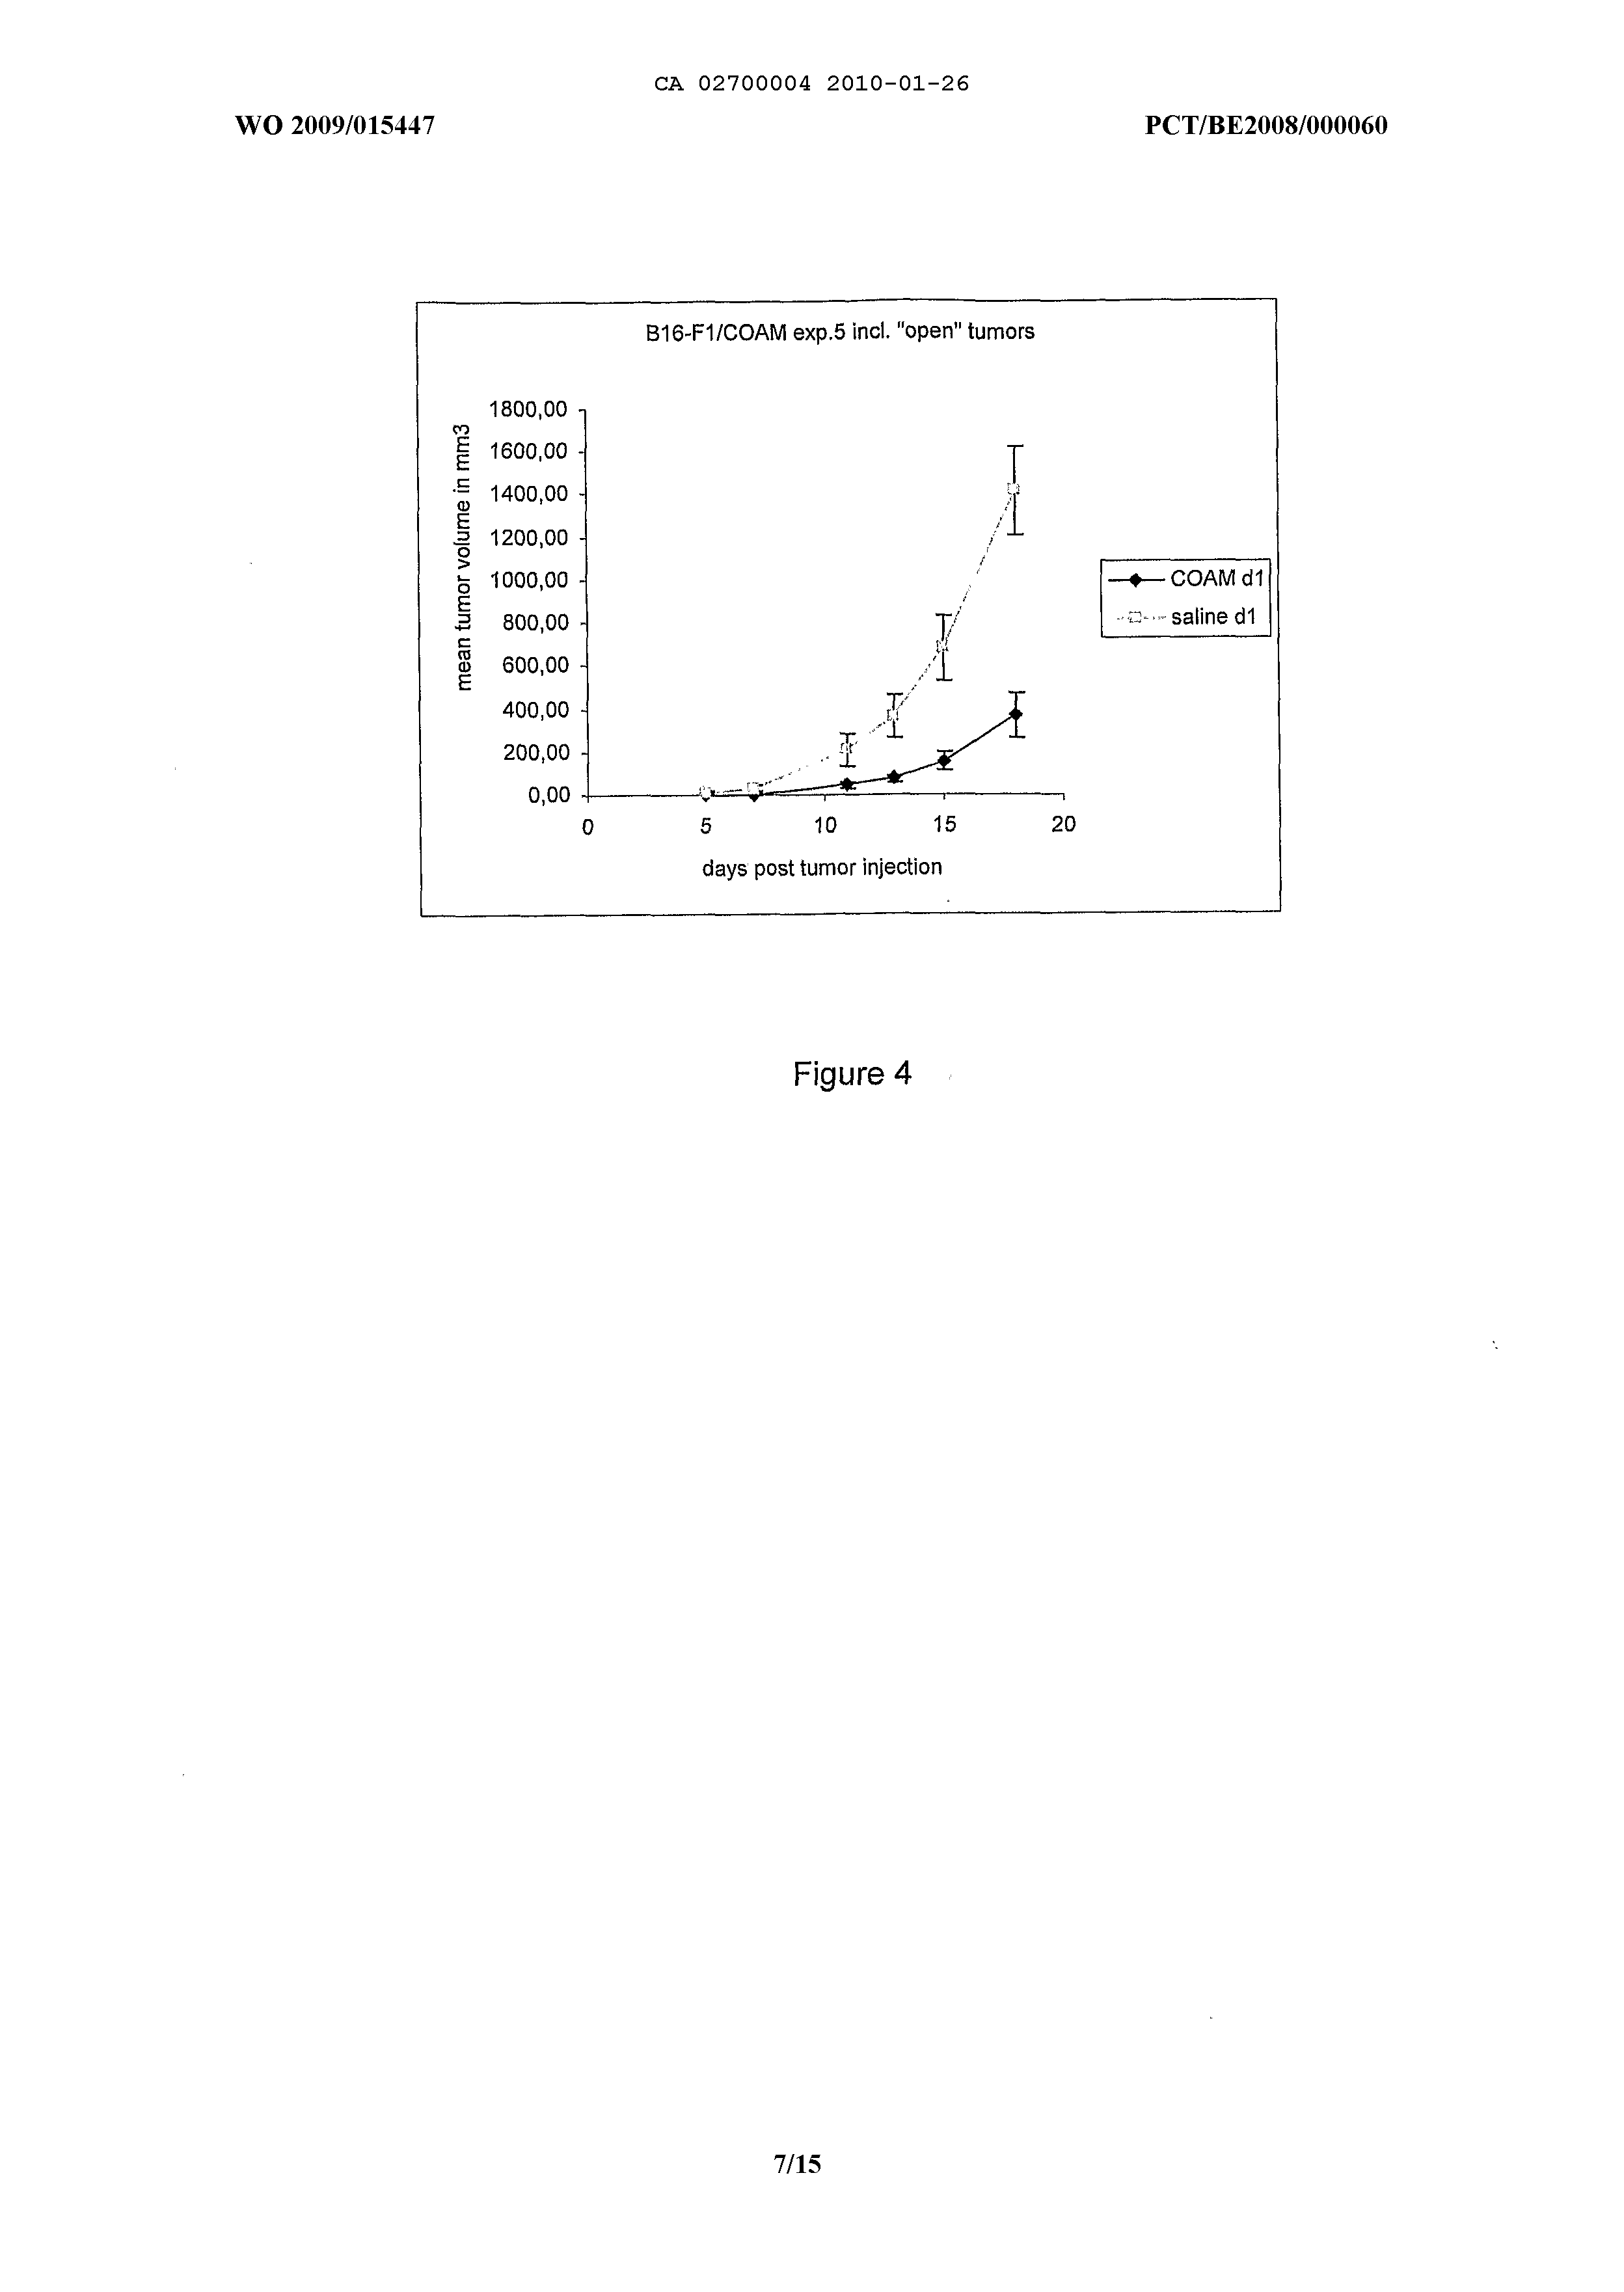 CA 02700004 2010-01-26
WO 2009/015447
PCT/BE2008/000060
B16-F1/COAM exp.5 incl. "open" tumors
mean tumor volume in mm3
1800,00
1600,00
1400,00
1200,00
1000,00
800,00
600,00
400,00
200,00
0,00
0 5 10 15 20
days post tumor injection
COAM d1
saline d1
Figure 4
7/15